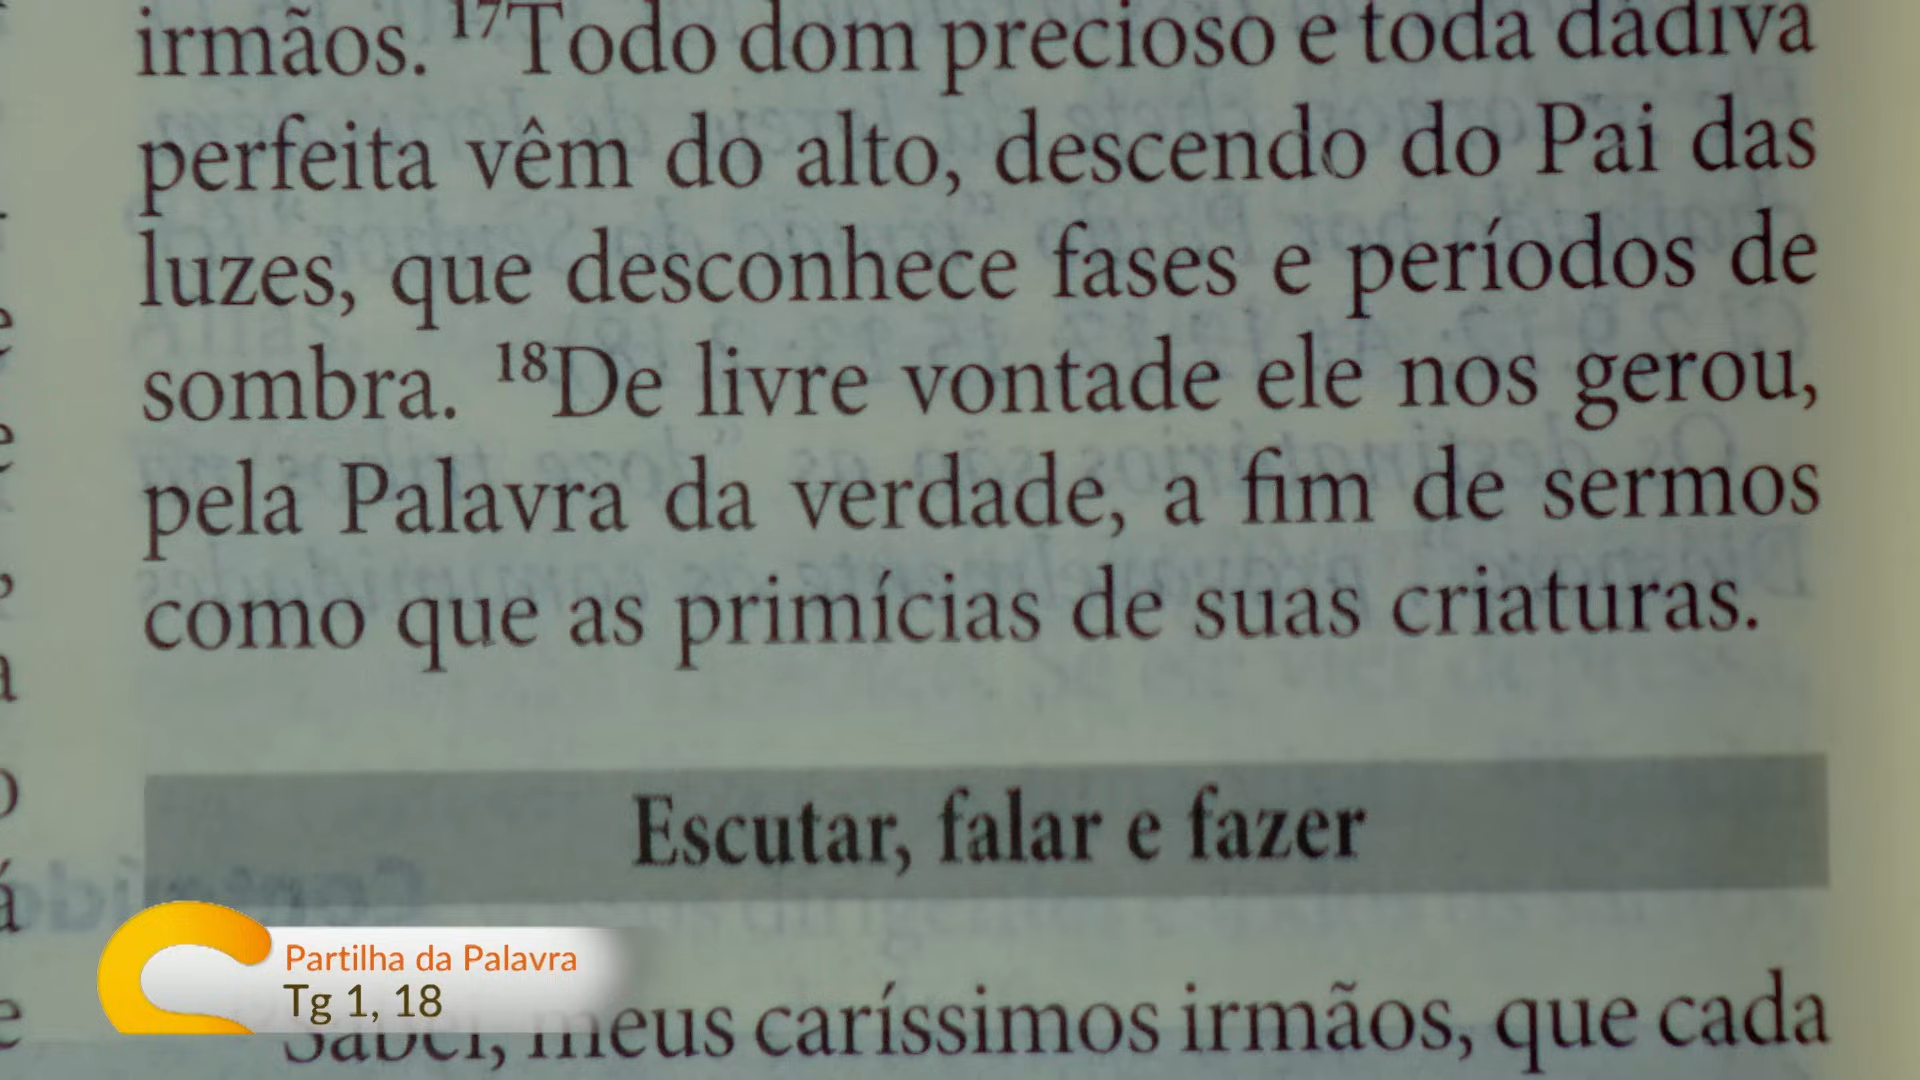 irmãos. 17Todo dom precioso e toda dádiva
perfeita vêm do alto, descendo do Pai das
luzes, que desconhece fases e períodos de
sombra. 18De livre vontade ele nos gerou,
pela Palavra da verdade, a fim de sermos
como que as primícias de suas criaturas.
Escutar, falar e fazer
Sabei, meus caríssimos irmãos, que cada
Partilha da Palavra
Tg 1, 18